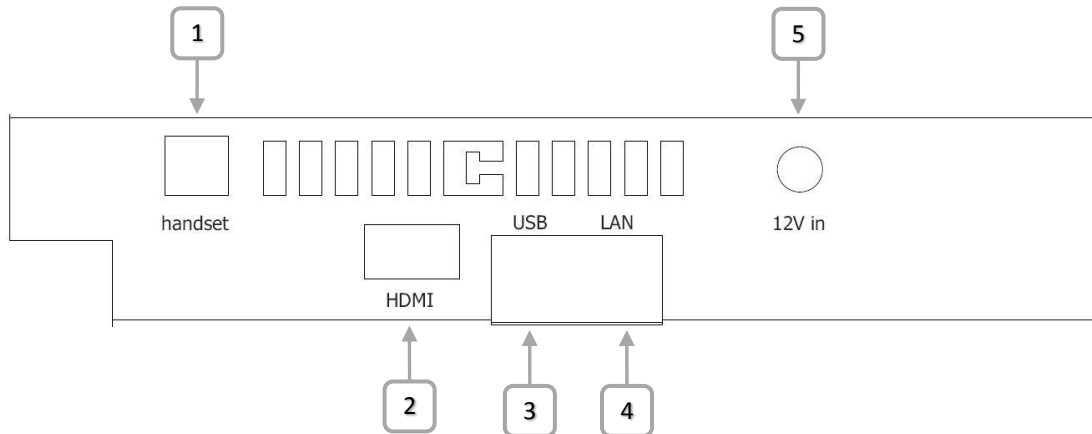 1
5
handset
USB
LAN
12V in
HDMI
2
3
4